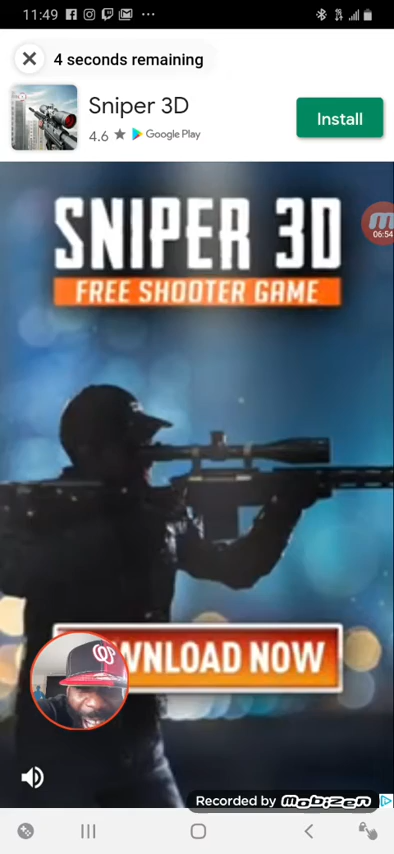 11:49
4 seconds remaining
Sniper 3D
4.6 ★ Google Play
Install
06:54
SNIPER 3D
FREE SHOOTER GAME
WNLOAD NOW
Recorded by MOBIZEN